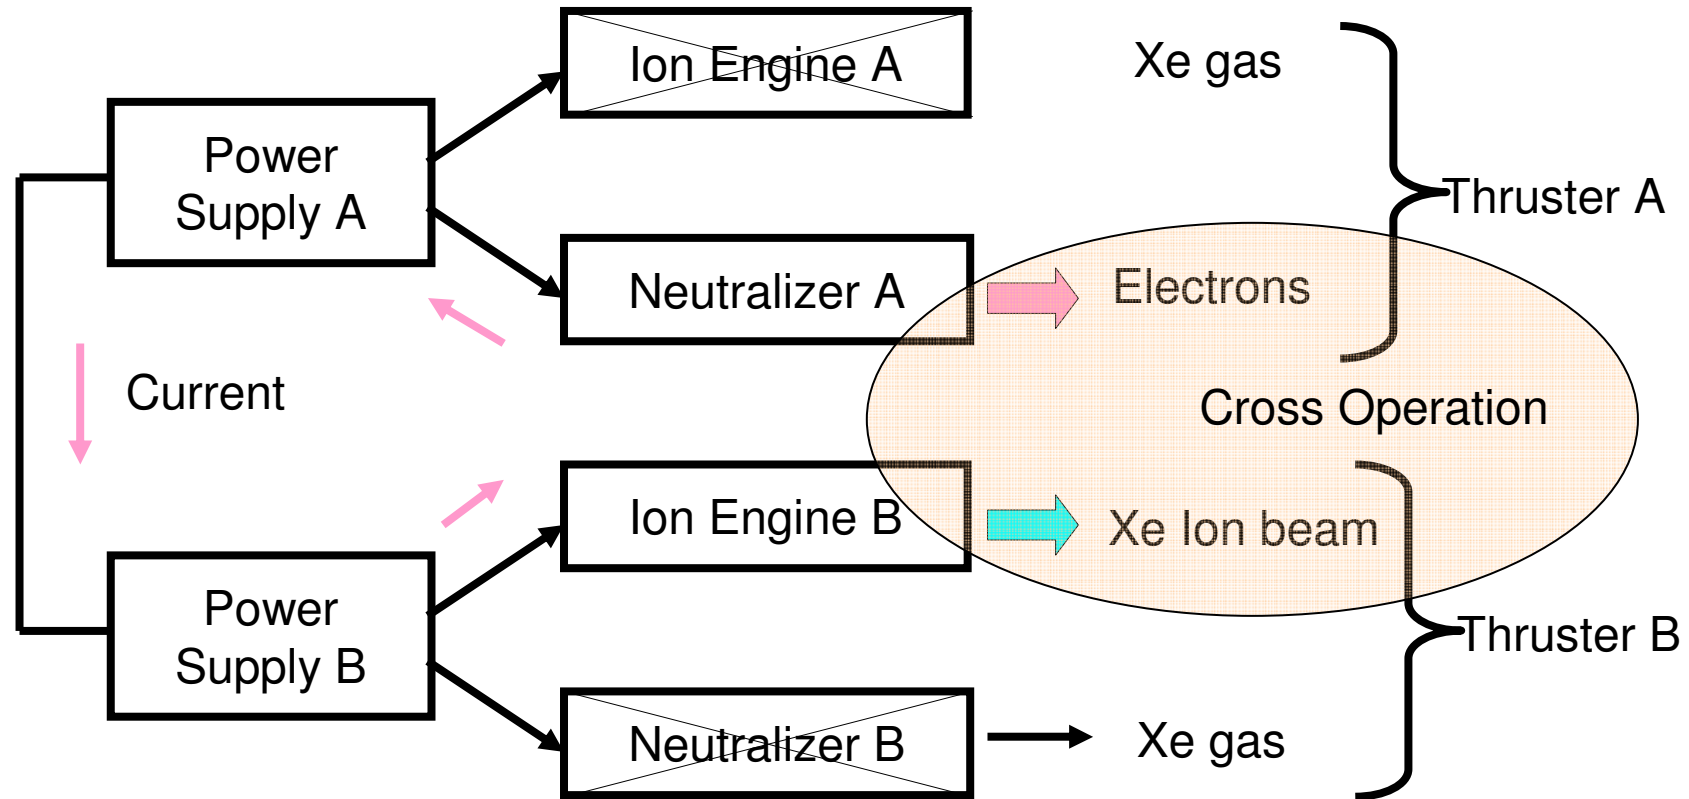 Ion Engine A
Xe gas
Power
Supply A
Thruster A
Neutralizer A
Electrons
Current
Cross Operation
Ion Engine B
Xe Ion beam
Power
Supply B
Thruster B
Neutralizer B
Xe gas